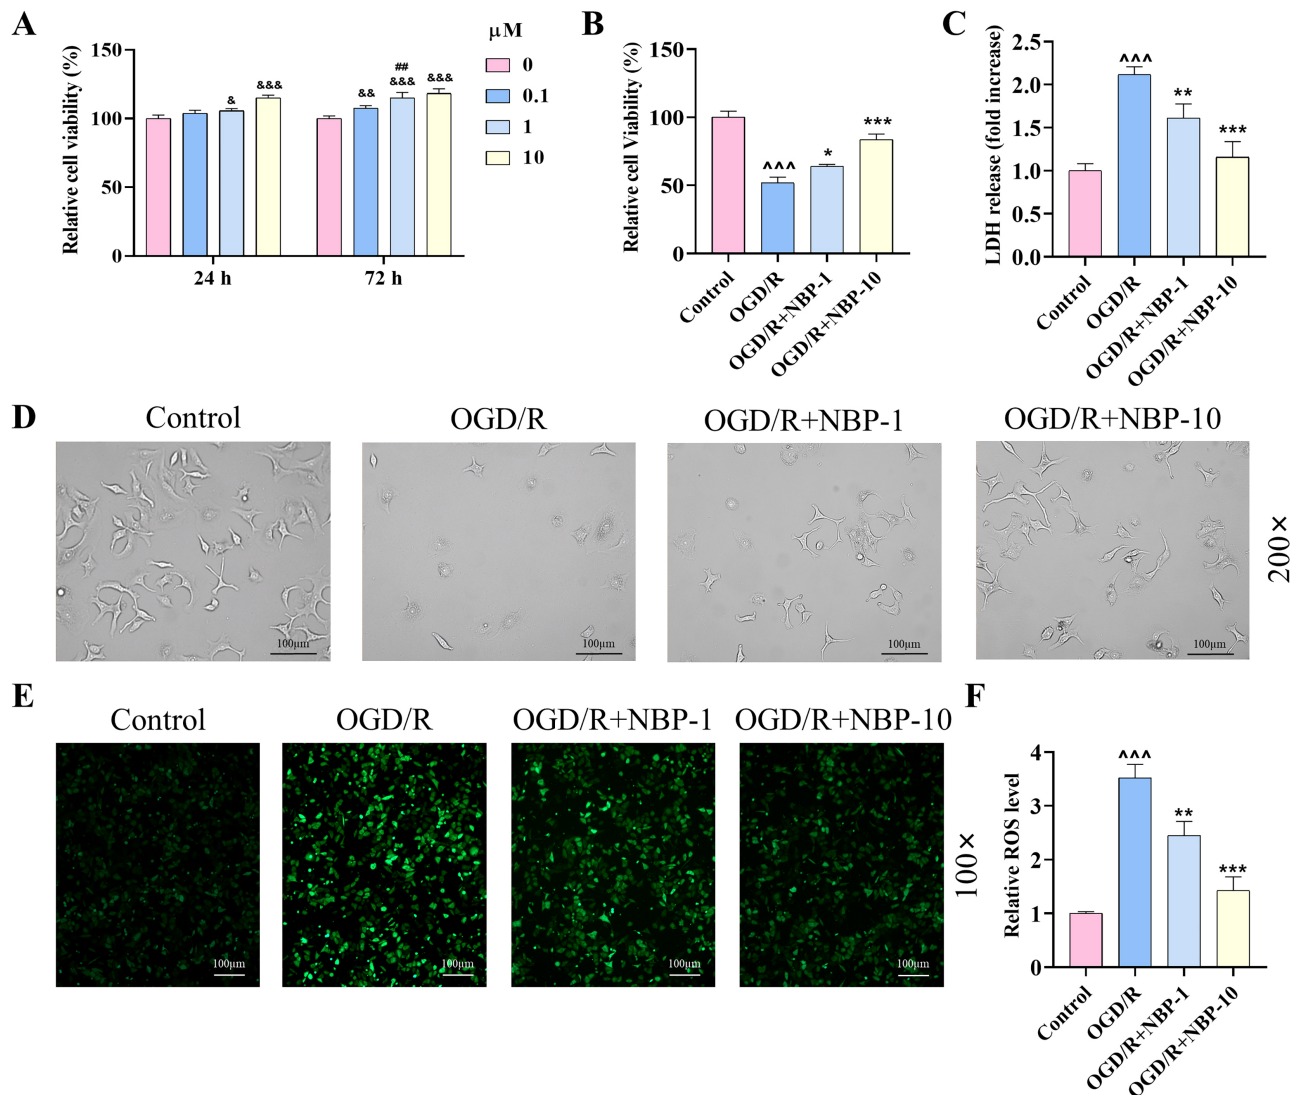 A
Relative cell viability (%)
150
100
50
0
&
&&&
&&
##
&&&
&&&
24 h
72 h
μM
0
0.1
1
10
B
Relative cell Viability (%)
150
100
50
0
^^^
*
***
Control
OGD/R
OGD/R+NBP-1
OGD/R+NBP-10
C
LDH release (fold increase)
2.5
2.0
1.5
1.0
0.5
0.0
^^^
**
***
Control
OGD/R
OGD/R+NBP-1
OGD/R+NBP-10
D
Control
OGD/R
OGD/R+NBP-1
OGD/R+NBP-10
100μm
100μm
100μm
100μm
200×
E
Control
OGD/R
OGD/R+NBP-1
OGD/R+NBP-10
100μm
100μm
100μm
100μm
100×
F
Relative ROS level
4
3
2
1
0
^^^
**
***
Control
OGD/R
OGD/R+NBP-1
OGD/R+NBP-10